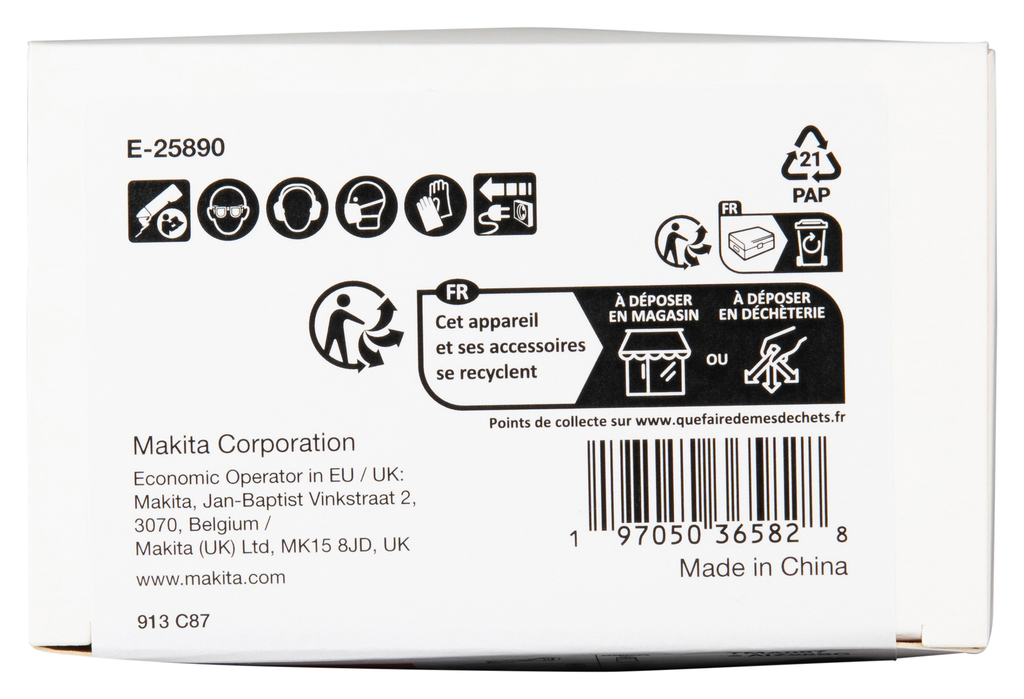 E-25890
21
PAP
FR
FR
Cet appareil
et ses accessoires
se recyclent
À DÉPOSER
EN MAGASIN
OU
À DÉPOSER
EN DÉCHÈTERIE
Points de collecte sur www.quefairedemesdechets.fr
Makita Corporation
Economic Operator in EU / UK:
Makita, Jan-Baptist Vinkstraat 2,
3070, Belgium /
Makita (UK) Ltd, MK15 8JD, UK
www.makita.com
913 C87
1 97050 36582 8
Made in China